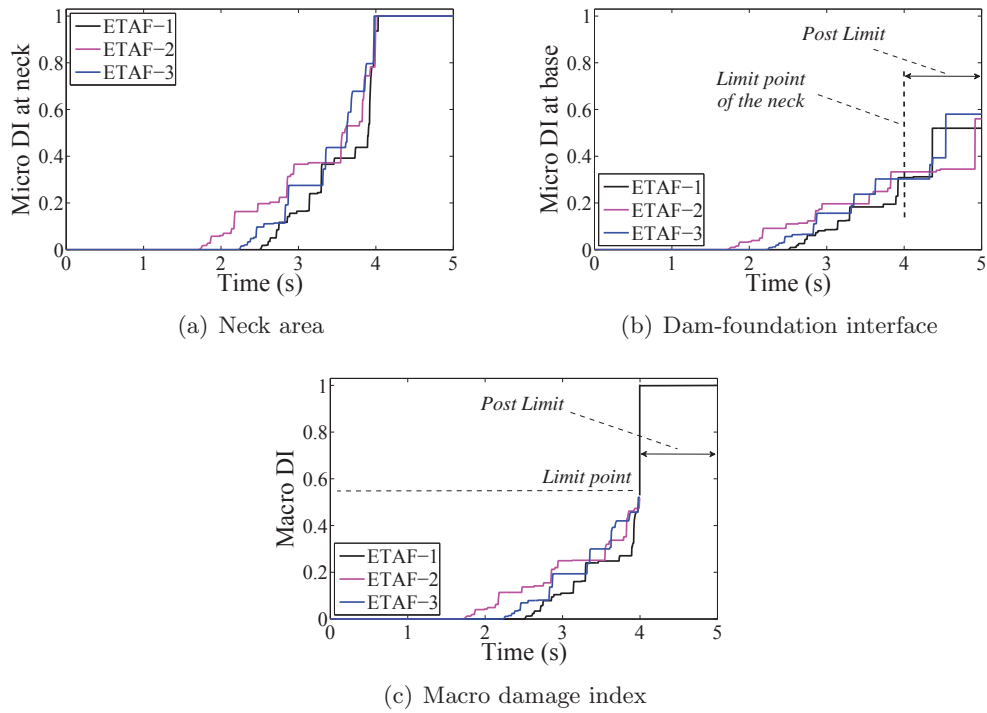 1
0.8
0.6
0.4
0.2
0
Micro DI at neck
ETAF−1
ETAF−2
ETAF−3
0 1 2 3 4 5
Time (s)
(a) Neck area
1
0.8
0.6
0.4
0.2
0
Micro DI at base
Post Limit
Limit point
of the neck
ETAF−1
ETAF−2
ETAF−3
0 1 2 3 4 5
Time (s)
(b) Dam-foundation interface
1
0.8
0.6
0.4
0.2
0
Macro DI
Post Limit
Limit point
ETAF−1
ETAF−2
ETAF−3
0 1 2 3 4 5
Time (s)
(c) Macro damage index